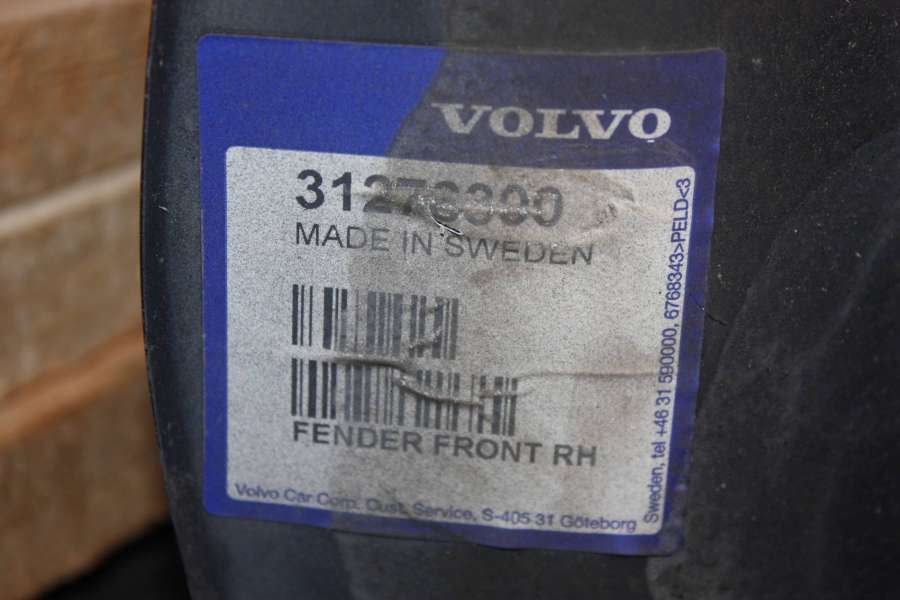 VOLVO
MADE IN SWEDEN
FENDER FRONT RH
Volvo Car Corp. Cust. Service, S-405 31 Göteborg
Sweden, tel +46 31 590000, 6768343>PELD<3